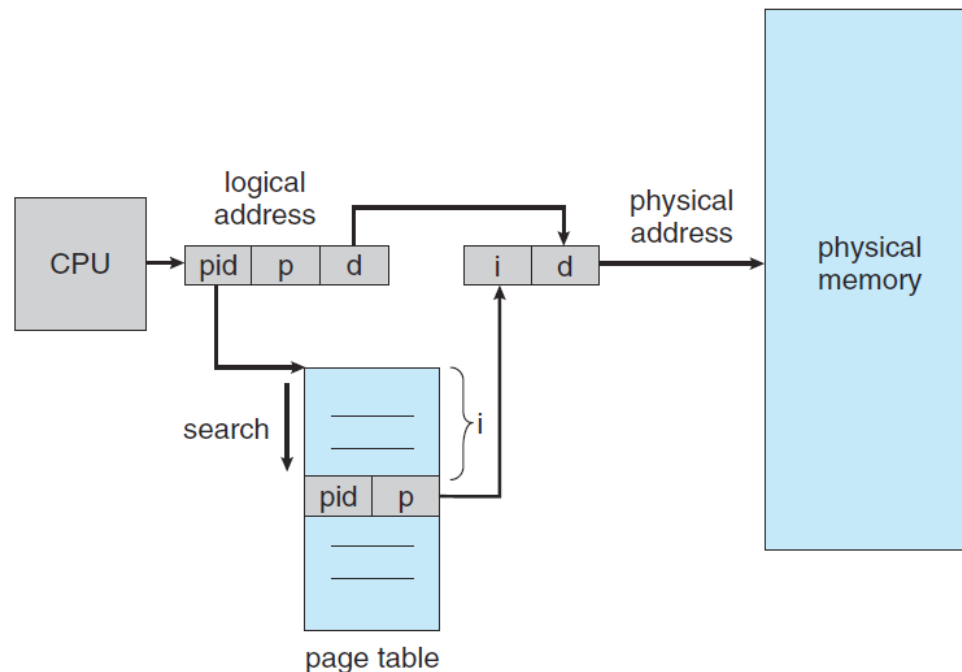 logical
address
CPU
pid p d
i d
physical
address
physical
memory
search
i
pid p
page table